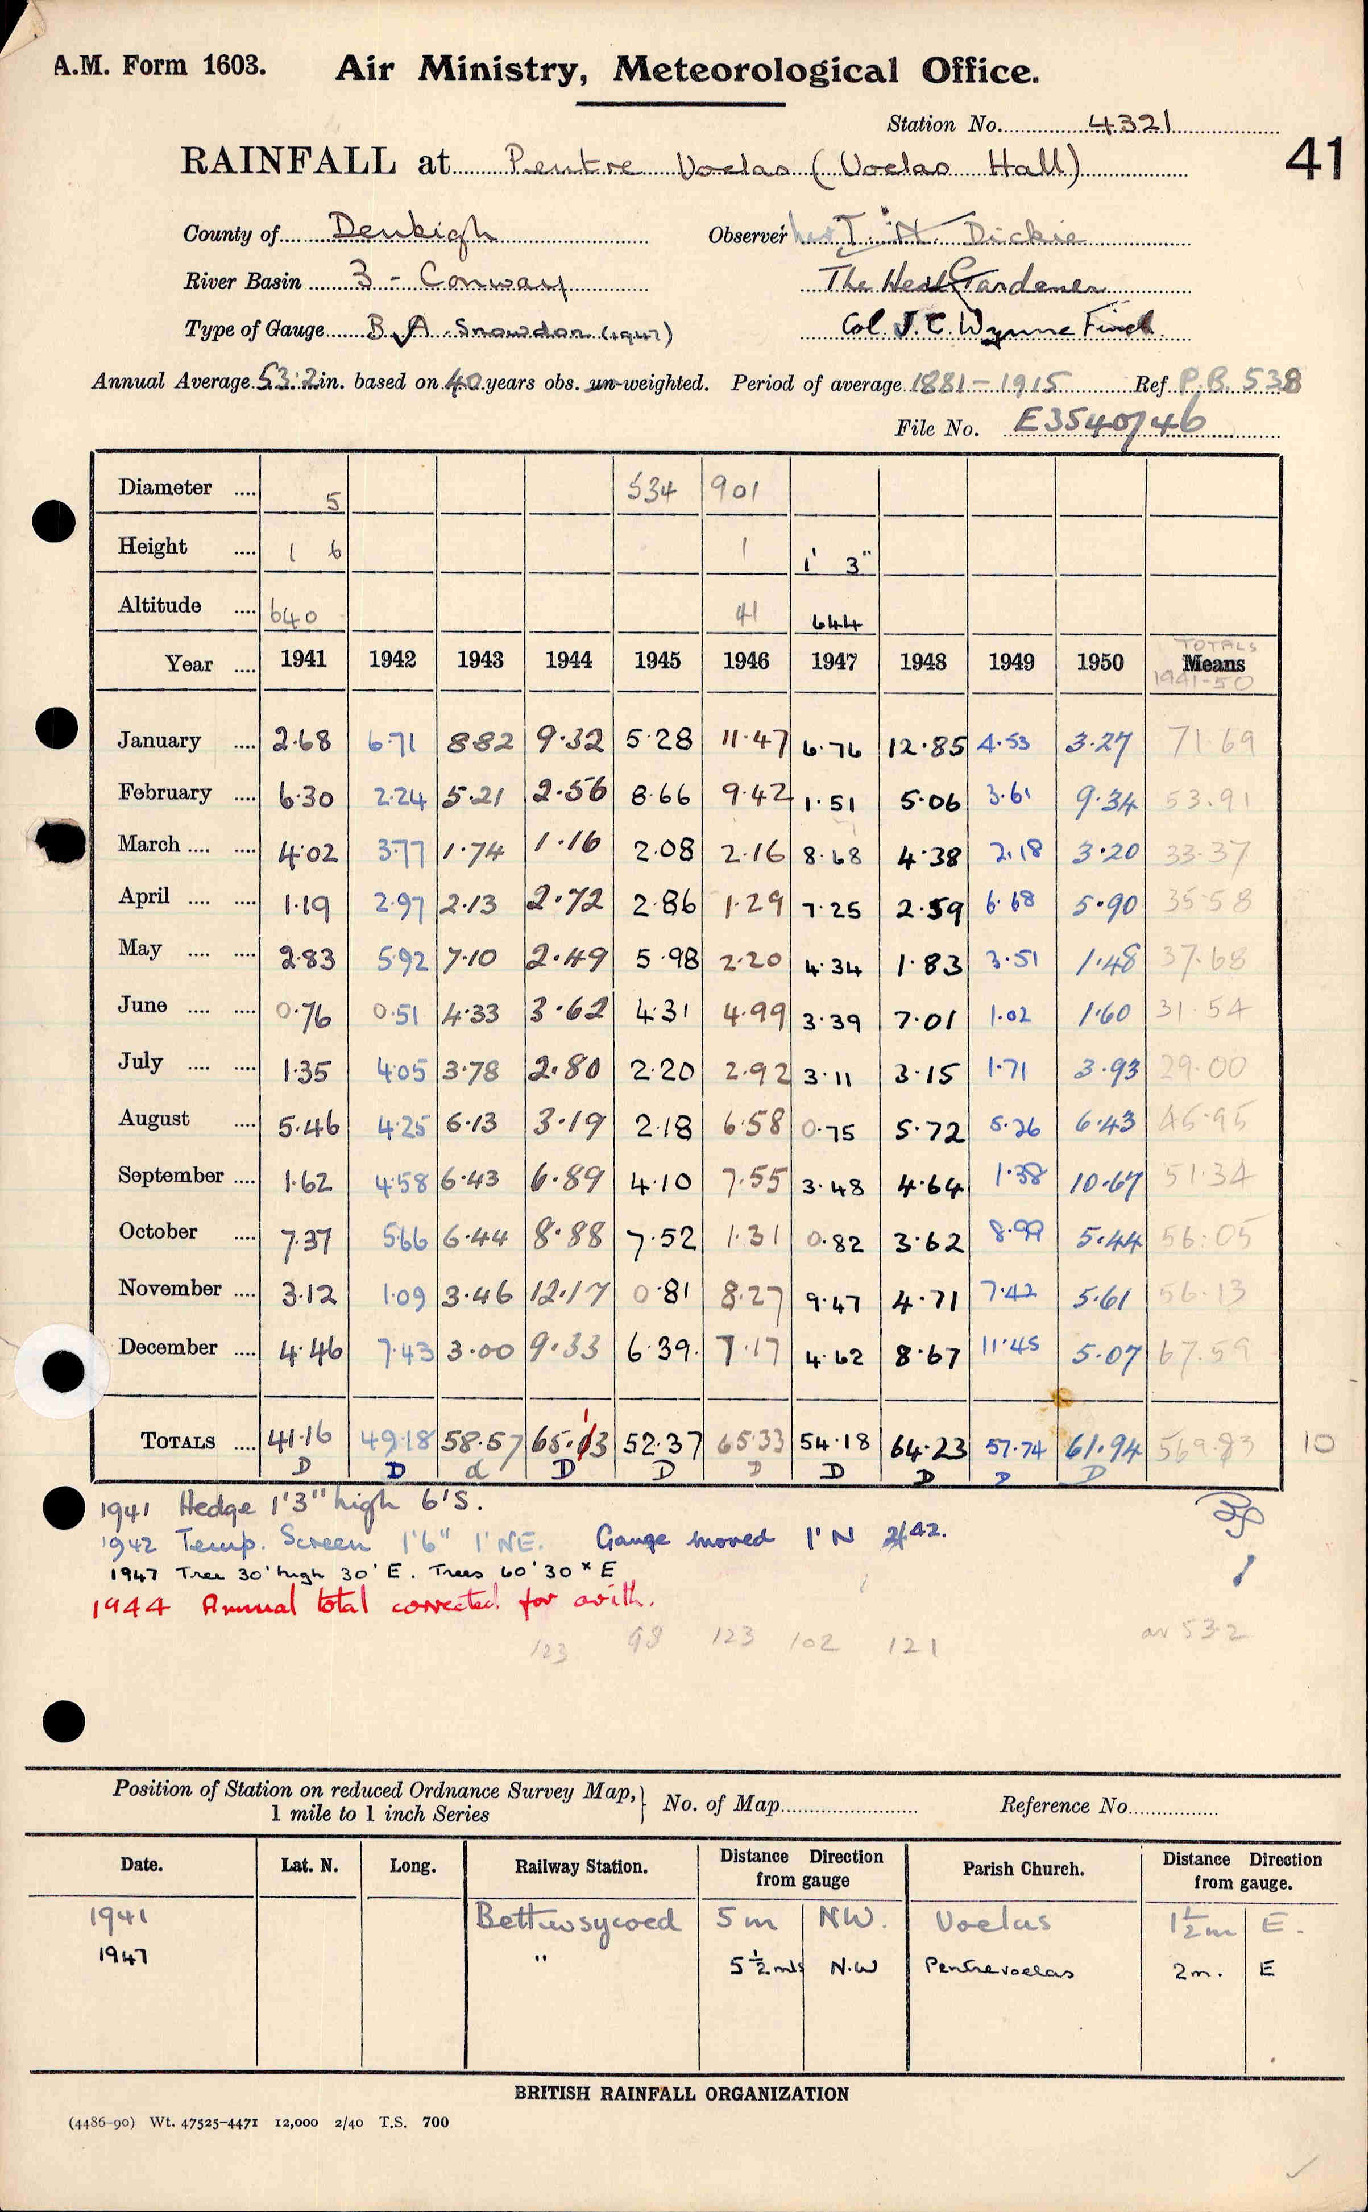 A.M. Form 1603.
Air Ministry, Meteorological Office.
Station No. 4321
41
RAINFALL at Pentre Voelas (Voelas Hall)
County of Denbigh
Observer T. N. Dickie
River Basin 3 - Conway
The Head Gardener
Type of Gauge B A Snowdon (1947)
Col J. C. Wynne Finch
Annual Average 53.2 in. based on 40 years obs. un-weighted. Period of average 1881-1915 Ref P.B. 538
File No. E3540/46
Diameter .... 5 534 901
Height .... 1 6 1 1' 3"
Altitude .... 640 41 644
Year .... 1941 1942 1943 1944 1945 1946 1947 1948 1949 1950 TOTALS Means 1941-50
January .... 2.68 6.71 8.82 9.32 5.28 11.47 6.76 12.85 4.53 3.27 71.69
February .... 6.30 2.24 5.21 2.56 8.66 9.42 1.51 5.06 3.61 9.34 53.91
March .... .... 4.02 3.77 1.74 1.16 2.08 2.16 8.68 4.38 2.18 3.20 33.37
April .... .... 1.19 2.97 2.13 2.72 2.86 1.29 7.25 2.59 6.68 5.90 35.58
May .... .... 2.83 5.92 7.10 2.49 5.98 2.20 4.34 1.83 3.51 1.48 37.68
June .... .... 0.76 0.51 4.33 3.62 4.31 4.99 3.39 7.01 1.02 1.60 31.54
July .... .... 1.35 4.05 3.78 2.80 2.20 2.92 3.11 3.15 1.71 3.93 29.00
August .... 5.46 4.25 6.13 3.19 2.18 6.58 0.75 5.72 5.26 6.43 45.95
September .... 1.62 4.58 6.43 6.89 4.10 7.55 3.48 4.64 1.38 10.67 51.34
October .... 7.37 5.66 6.44 8.88 7.52 1.31 0.82 3.62 8.99 5.44 56.05
November .... 3.12 1.09 3.46 12.17 0.81 8.27 9.47 4.71 7.42 5.61 56.13
December .... 4.46 7.43 3.00 9.33 6.39. 7.17 4.62 8.67 11.45 5.07 67.59
TOTALS .... 41.16 49.18 58.57 65.13 52.37 65.33 54.18 64.23 57.74 61.94 569.83 10
D D d D D D D D D D
1941 Hedge 1'3" high 6'S.
1942 Temp. Screen 1'6" 1'NE. Gauge moved 1' N 2/42.
1947 Tree 30' high 30' E. Trees 60' 30ˣ E
1944 Annual total corrected for arith.
123 98 123 102 121 av 53.2
Position of Station on reduced Ordnance Survey Map, 1 mile to 1 inch Series
No. of Map
Reference No.
Date. Lat. N. Long. Railway Station. Distance Direction from gauge Parish Church. Distance Direction from gauge.
1941 Bettwsycoed 5m NW. Voelas 1½m E.
1947 " 5½ mls N.W Pentrevoelas 2m. E
BRITISH RAINFALL ORGANIZATION
(4486-90) Wt. 47525-4471 12,000 2/40 T.S. 700